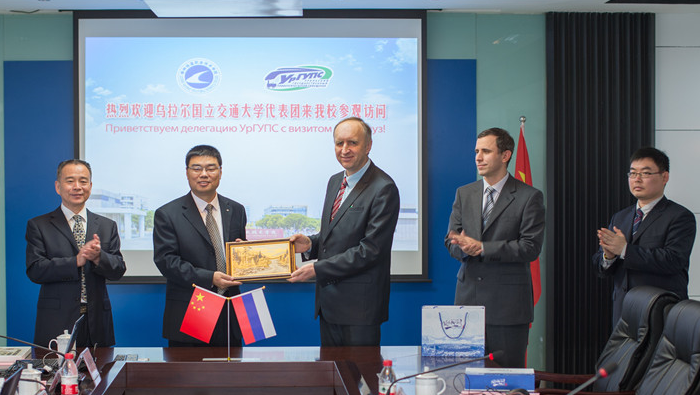 УрГУПС
热烈欢迎乌拉尔国立交通大学代表团来我校参观访问
Приветствуем делегацию УрГУПС с визитом
уз!